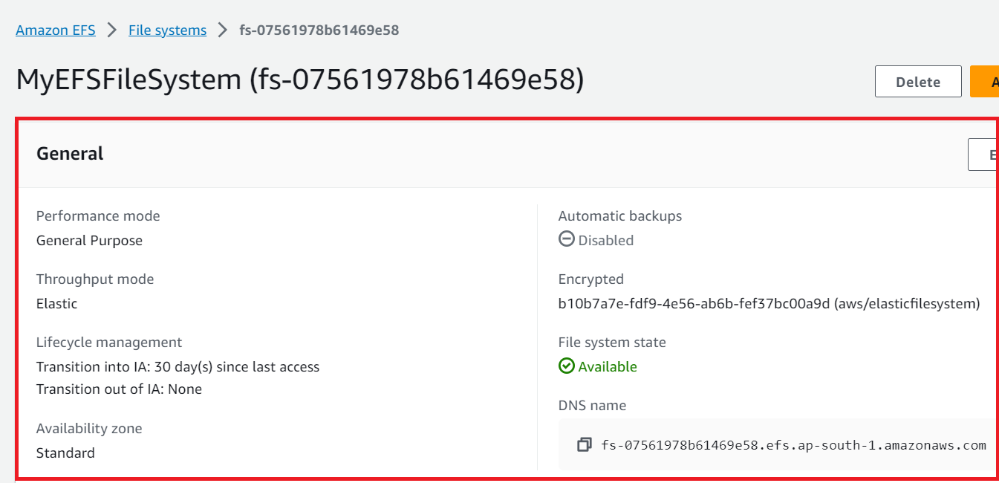 Amazon EFS > File systems > fs-07561978b61469e58
MyEFSFileSystem (fs-07561978b61469e58)
Delete
General
Performance mode
General Purpose
Throughput mode
Elastic
Lifecycle management
Transition into IA: 30 day(s) since last access
Transition out of IA: None
Availability zone
Standard
Automatic backups
Disabled
Encrypted
b10b7a7e-fdf9-4e56-ab6b-fef37bc00a9d (aws/elasticfilesystem)
File system state
Available
DNS name
fs-07561978b61469e58.efs.ap-south-1.amazonaws.com